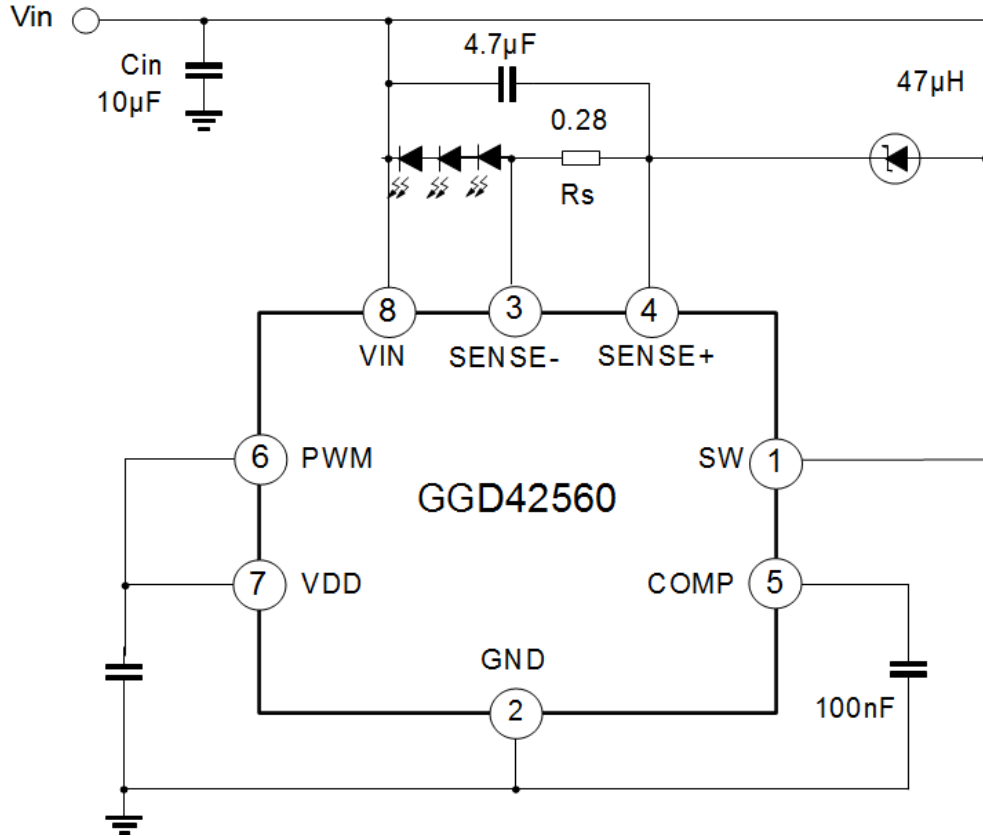 Vin
4.7μF
Cin
10μF
47μH
0.28
Rs
8
3
4
VIN
SENSE-
SENSE+
6
PWM
SW
1
GGD42560
7
VDD
COMP
5
GND
2
100nF